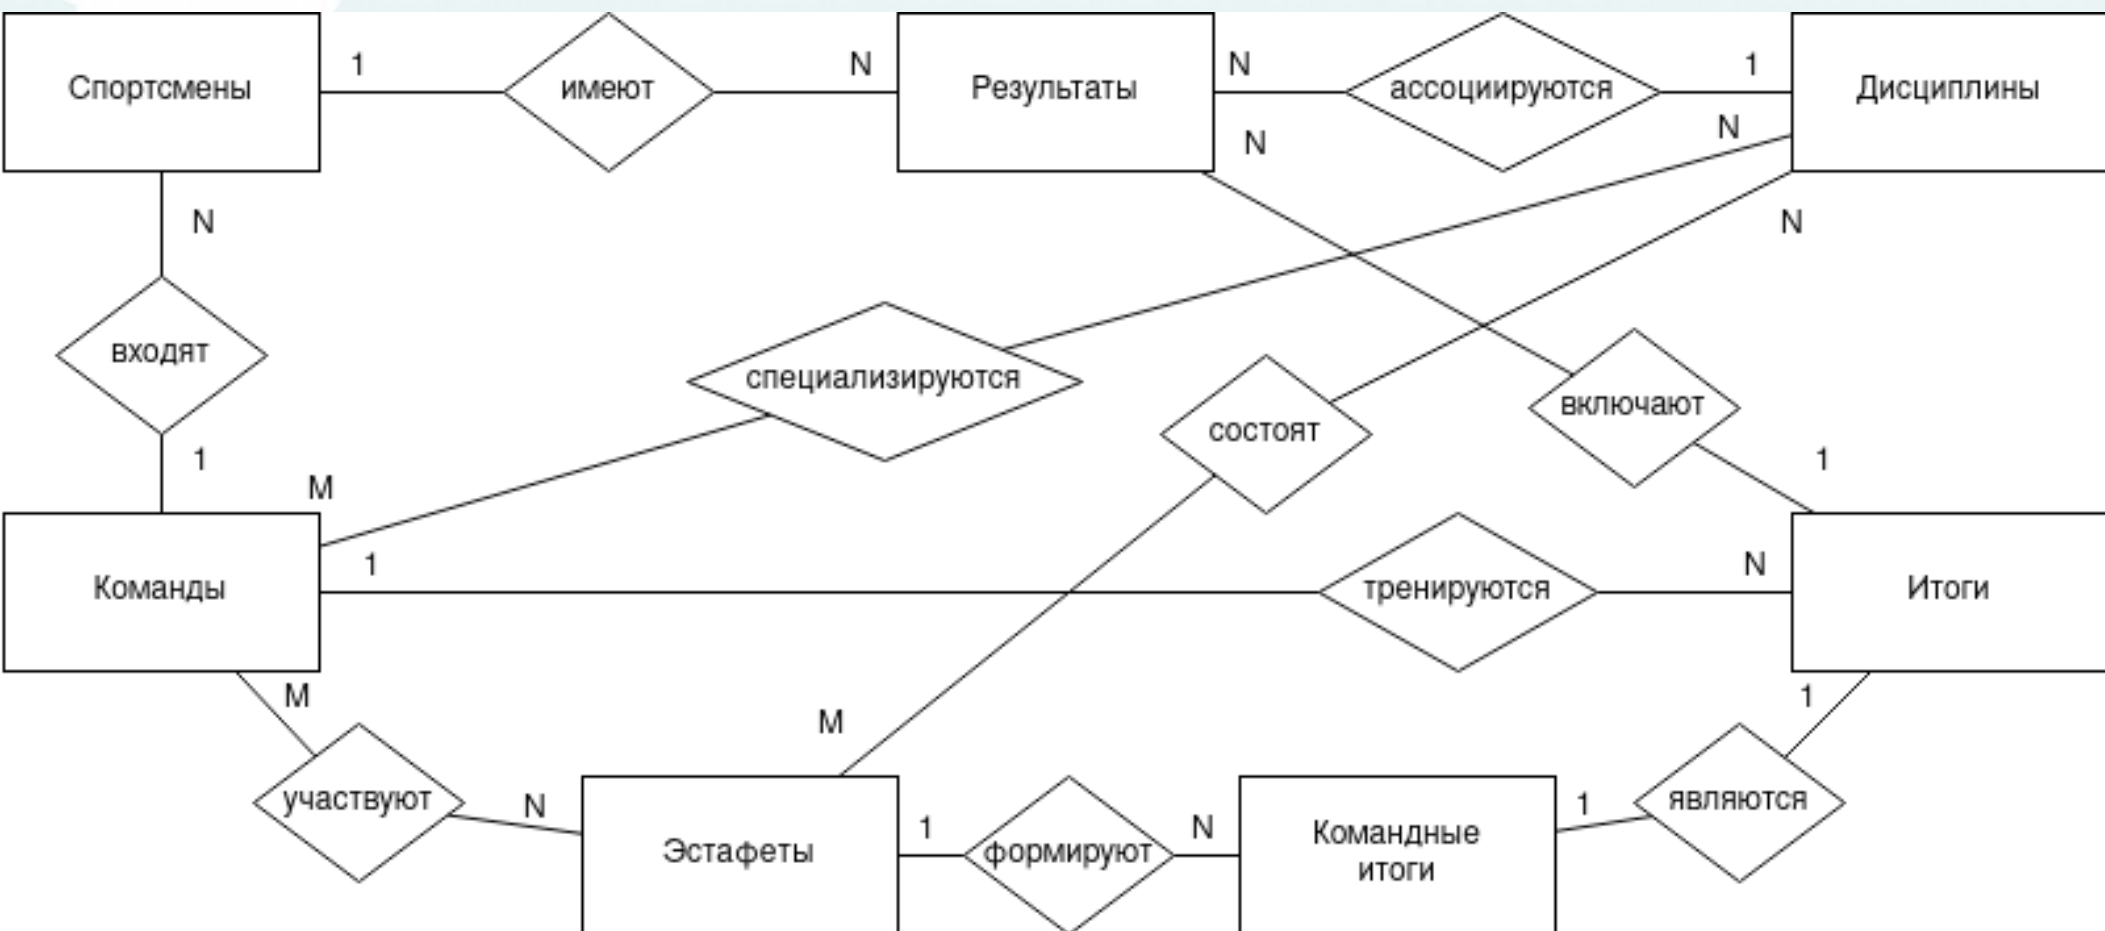 Спортсмены
1
имеют
N
Результаты
N
ассоциируются
1
Дисциплины
N
N
N
N
входят
специализируются
состоят
включают
1
1
M
1
Команды
тренируются
N
Итоги
M
1
M
участвуют
N
Эстафеты
1
формируют
N
Командные
итоги
1
являются